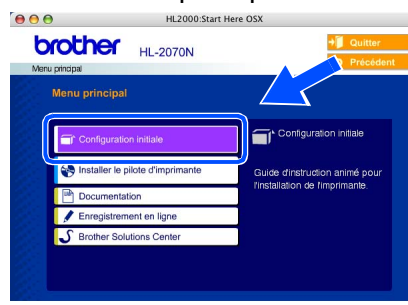 HL2000:Start Here OSX
brother
HL-2070N
Quitter
Précédent
Menu principal
Menu principal
Configuration initiale
Installer le pilote d'imprimante
Documentation
Enregistrement en ligne
Brother Solutions Center
Configuration initiale
Guide d'instruction animé pour
l'installation de l'imprimante.